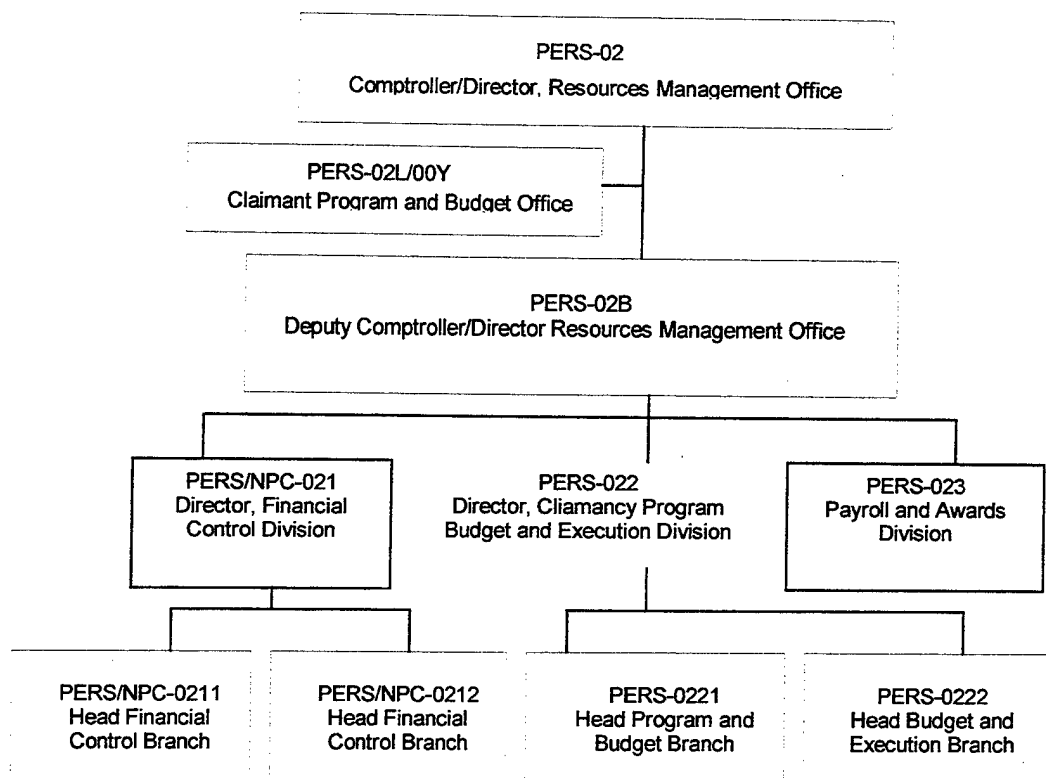 PERS-02
Comptroller/Director, Resources Management Office
PERS-02L/00Y
Claimant Program and Budget Office
PERS-02B
Deputy Comptroller/Director Resources Management Office
PERS/NPC-021
Director, Financial
Control Division
PERS-022
Director, Cliamancy Program
Budget and Execution Division
PERS-023
Payroll and Awards
Division
PERS/NPC-0211
Head Financial
Control Branch
PERS/NPC-0212
Head Financial
Control Branch
PERS-0221
Head Program and
Budget Branch
PERS-0222
Head Budget and
Execution Branch